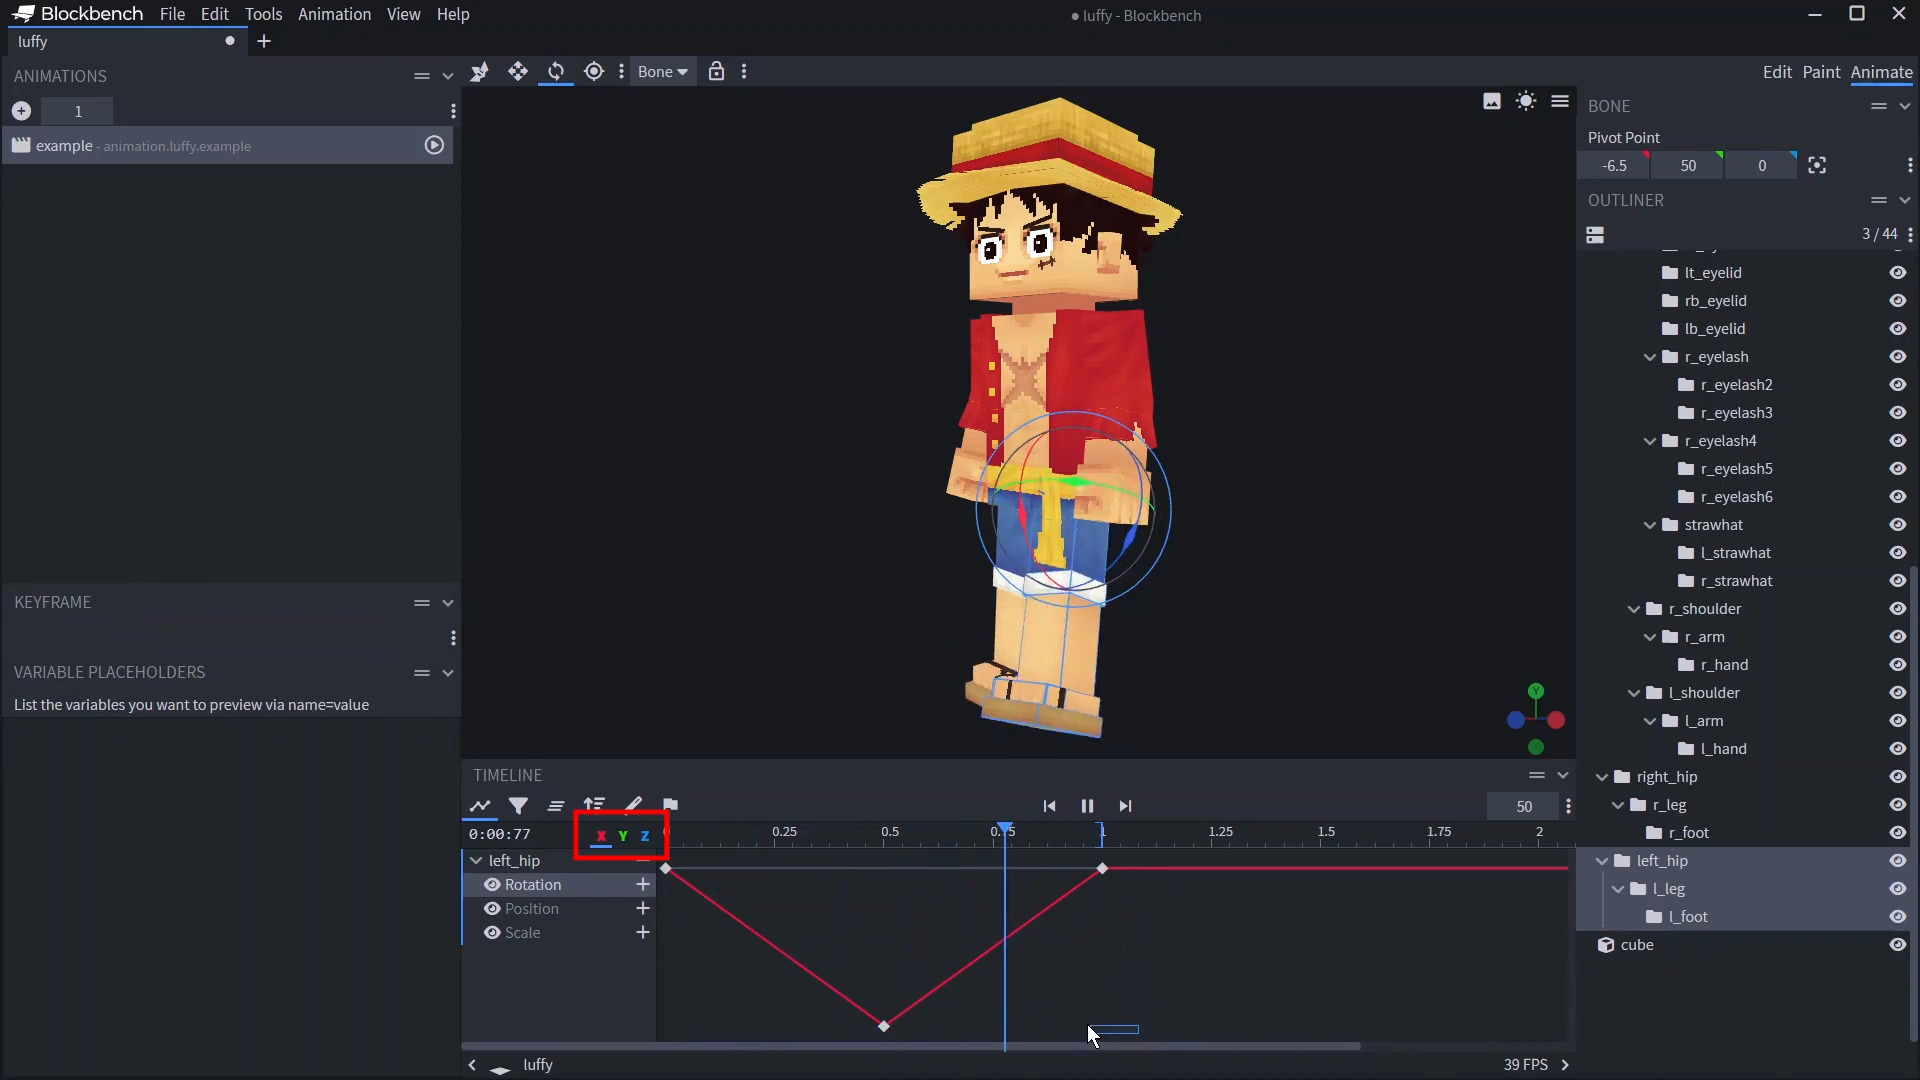 Blockbench File Edit Tools Animation View Help
● luffy - Blockbench
luffy
ANIMATIONS
1
example - animation.luffy.example
Bone
Edit Paint Animate
BONE
Pivot Point
-6.5 50 0
OUTLINER
3 / 44
lt_eyelid
rb_eyelid
lb_eyelid
r_eyelash
r_eyelash2
r_eyelash3
r_eyelash4
r_eyelash5
r_eyelash6
strawhat
l_strawhat
r_strawhat
r_shoulder
r_arm
r_hand
l_shoulder
l_arm
l_hand
right_hip
r_leg
r_foot
left_hip
l_leg
l_foot
cube
KEYFRAME
VARIABLE PLACEHOLDERS
List the variables you want to preview via name=value
Y
TIMELINE
50
0:00:77
X Y Z
0.25 0.5 0.75 1 1.25 1.5 1.75 2
left_hip
Rotation
Position
Scale
luffy
39 FPS